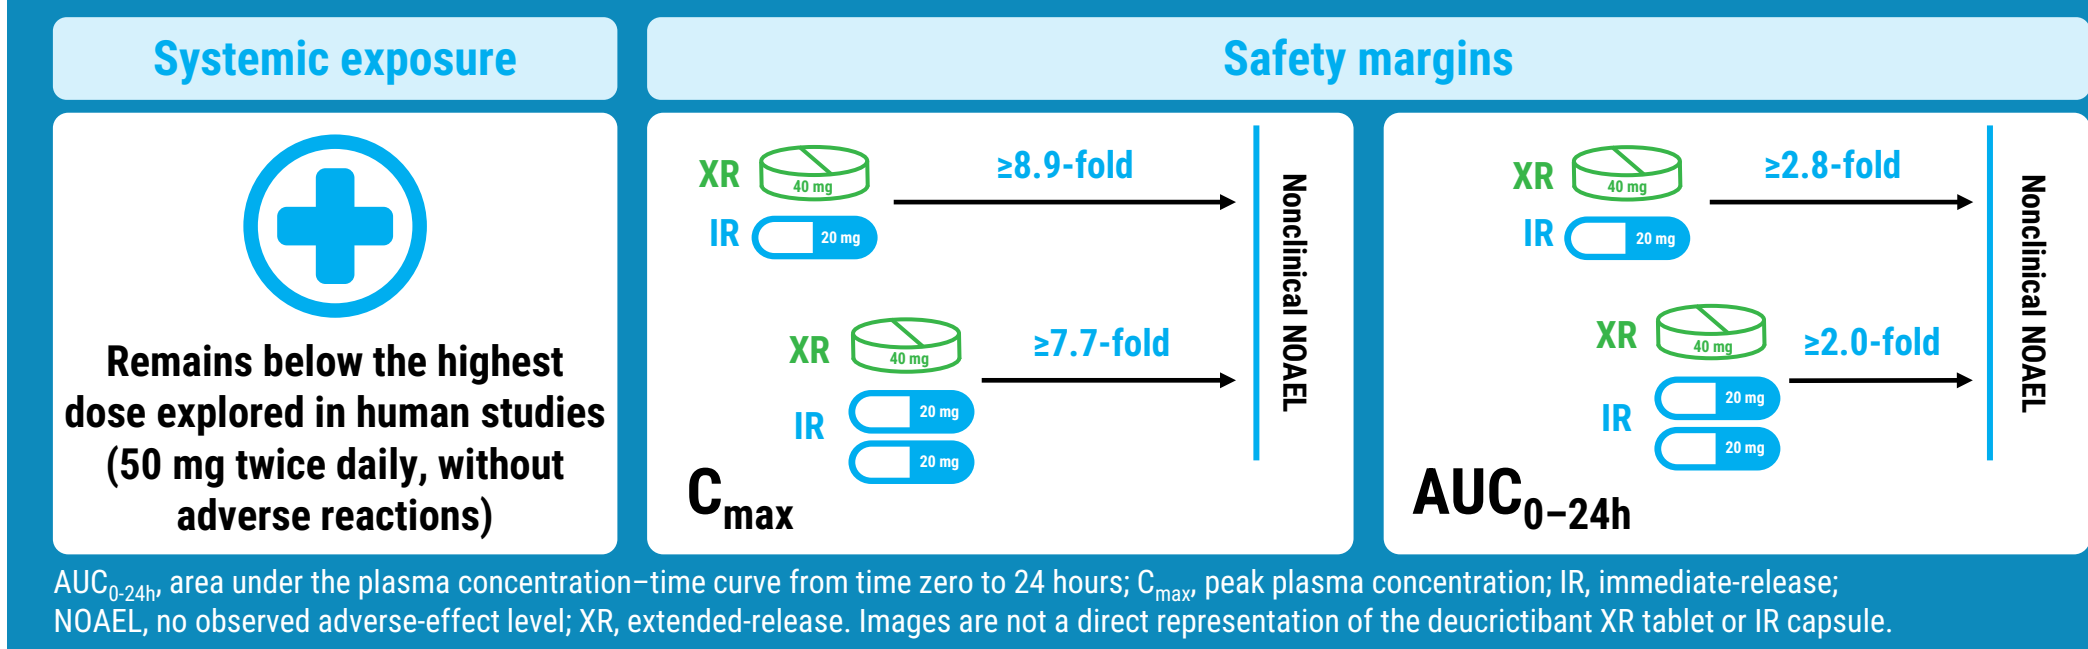 Systemic exposure
Remains below the highest
dose explored in human studies
(50 mg twice daily, without
adverse reactions)
Safety margins
XR
40 mg
IR
20 mg
≥8.9-fold
XR
40 mg
IR
20 mg
20 mg
≥7.7-fold
Nonclinical NOAEL
Cmax
XR
40 mg
IR
20 mg
≥2.8-fold
XR
40 mg
IR
20 mg
20 mg
≥2.0-fold
Nonclinical NOAEL
AUC0–24h
AUC0-24h, area under the plasma concentration–time curve from time zero to 24 hours; Cmax, peak plasma concentration; IR, immediate-release;
NOAEL, no observed adverse-effect level; XR, extended-release. Images are not a direct representation of the deucrictibant XR tablet or IR capsule.